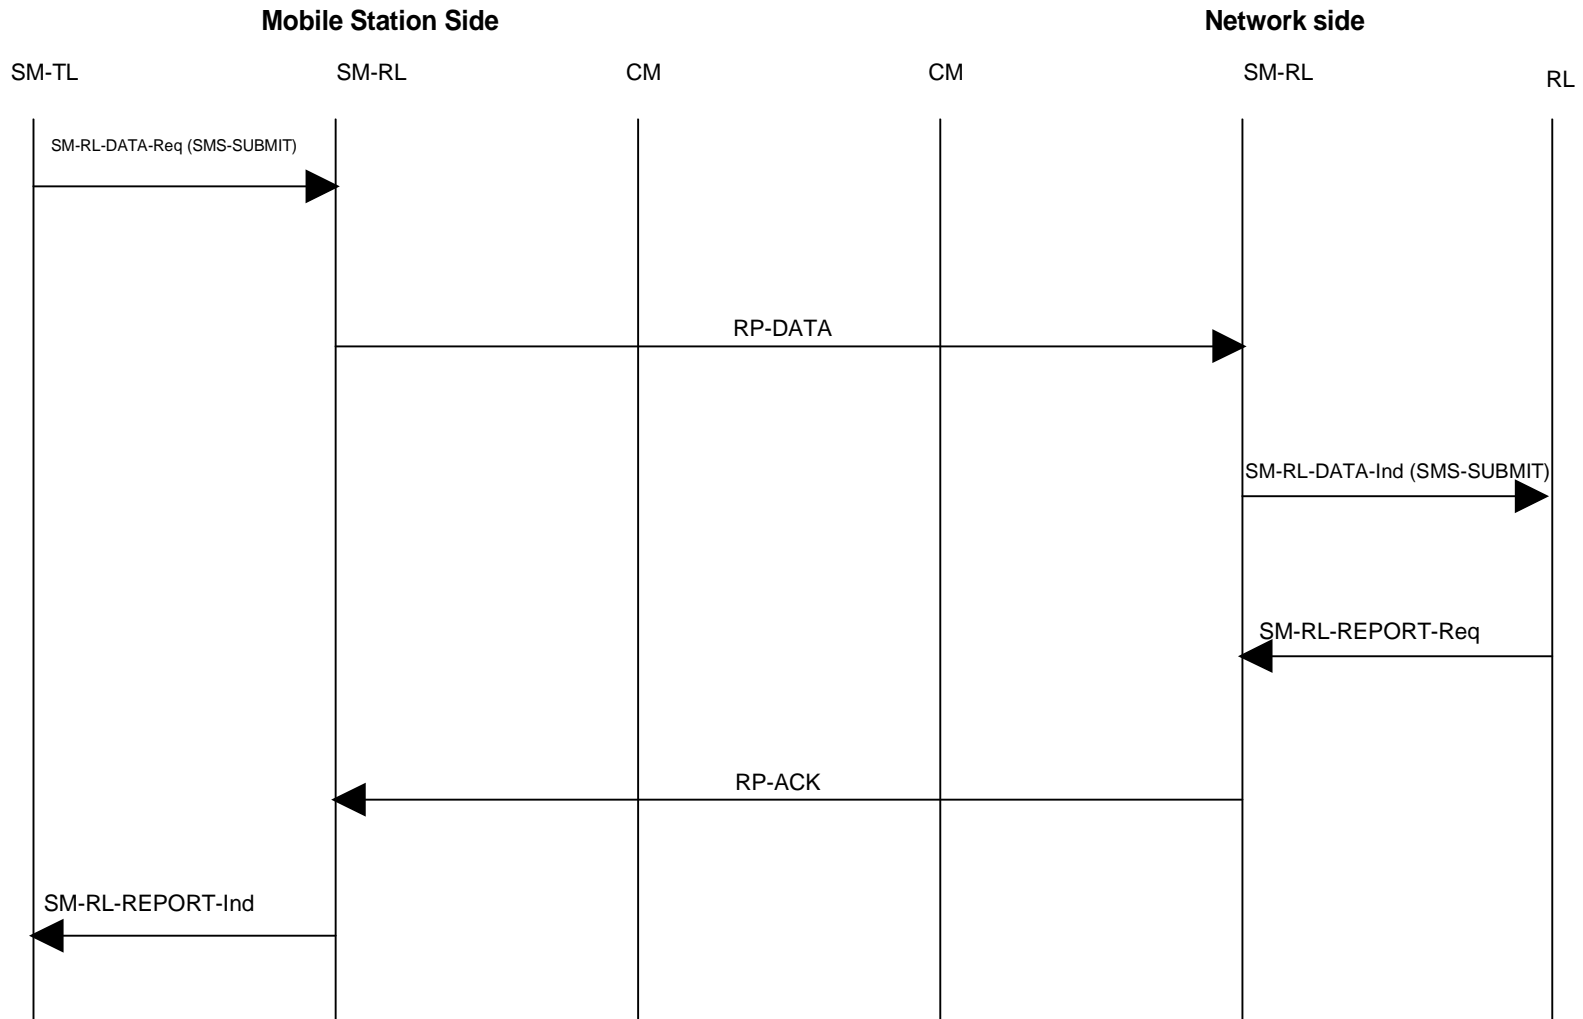 Mobile Station Side
Network side
SM-TL
SM-RL
CM
CM
SM-RL
RL
SM-RL-DATA-Req (SMS-SUBMIT)
RP-DATA
SM-RL-DATA-Ind (SMS-SUBMIT)
SM-RL-REPORT-Req
RP-ACK
SM-RL-REPORT-Ind